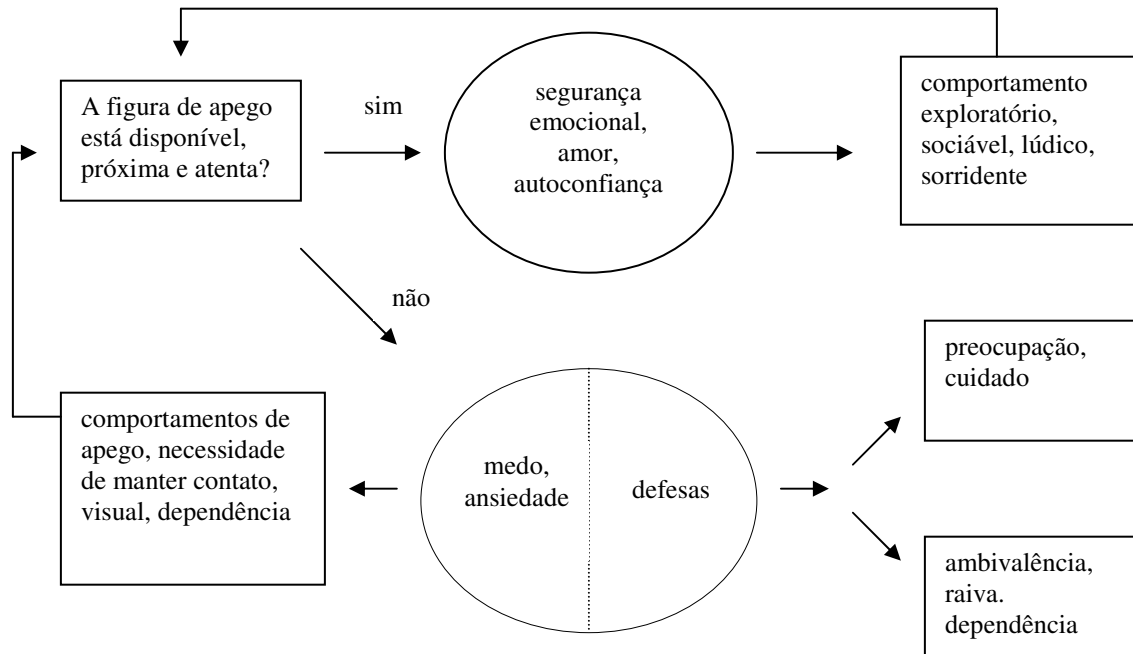 A figura de apego
está disponível,
próxima e atenta?
sim
segurança
emocional,
amor,
autoconfiança
comportamento
exploratório,
sociável, lúdico,
sorridente
não
preocupação,
cuidado
comportamentos de
apego, necessidade
de manter contato,
visual, dependência
medo,
ansiedade
defesas
ambivalência,
raiva.
dependência